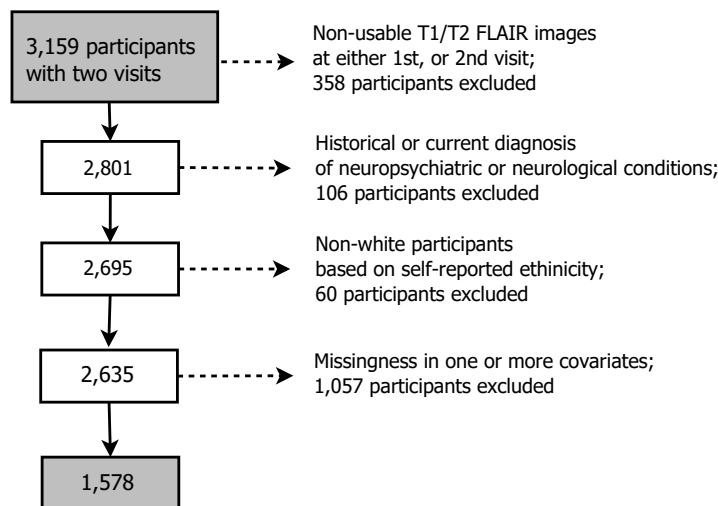 3,159 participants
with two visits
Non-usable T1/T2 FLAIR images
at either 1st, or 2nd visit;
358 participants excluded
2,801
Historical or current diagnosis
of neuropsychiatric or neurological conditions;
106 participants excluded
2,695
Non-white participants
based on self-reported ethinicity;
60 participants excluded
2,635
Missingness in one or more covariates;
1,057 participants excluded
1,578